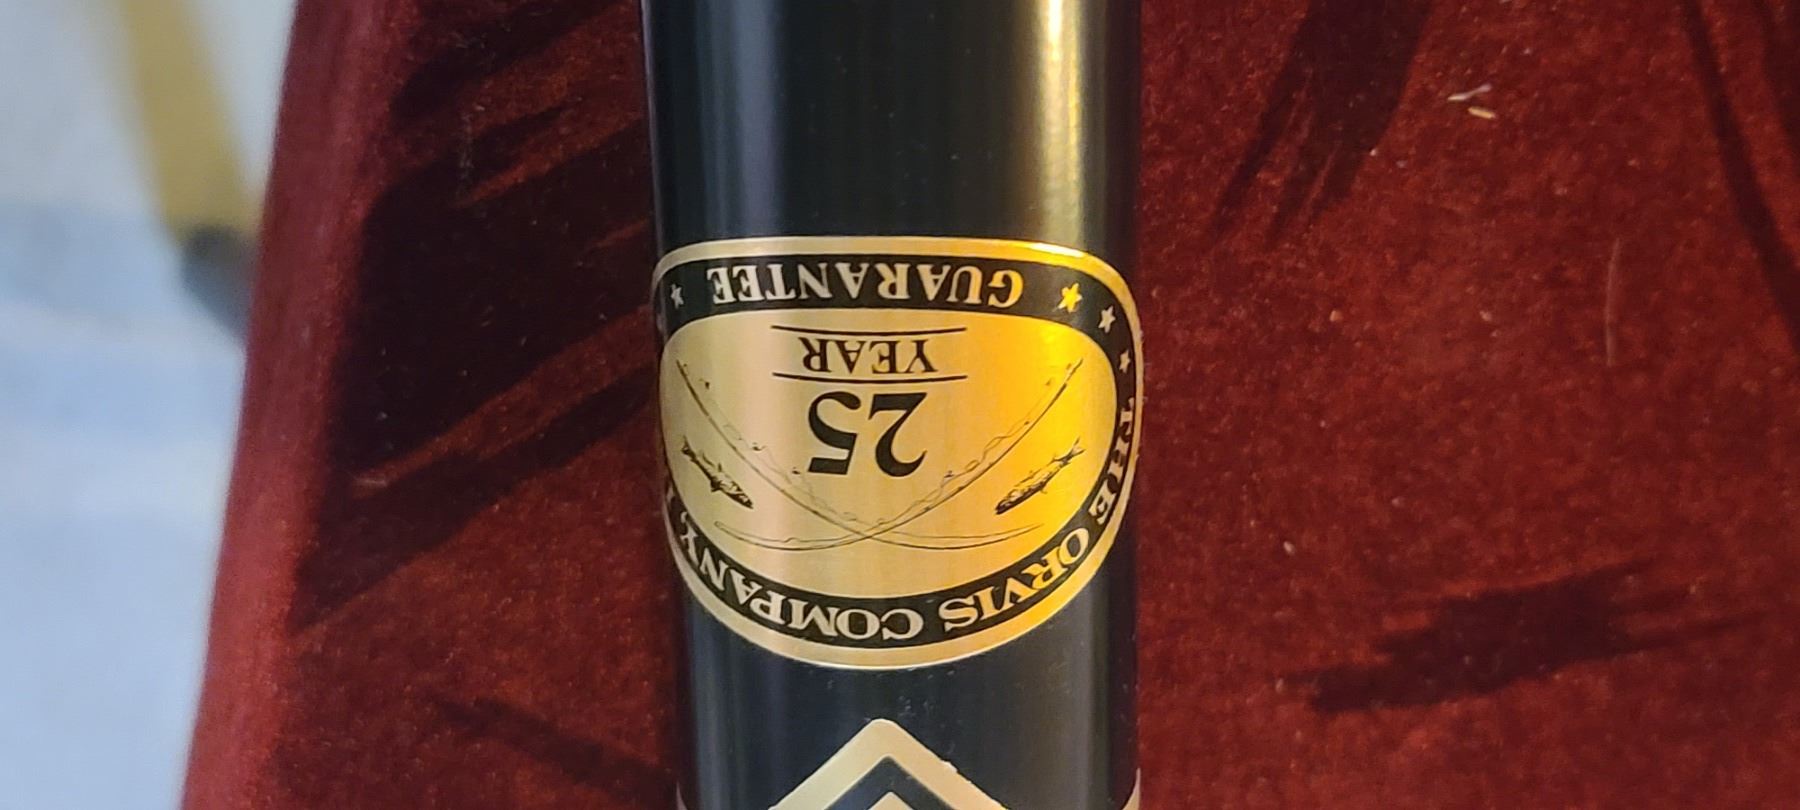 THE ORVIS COMPANY,
25
YEAR
GUARANTEE